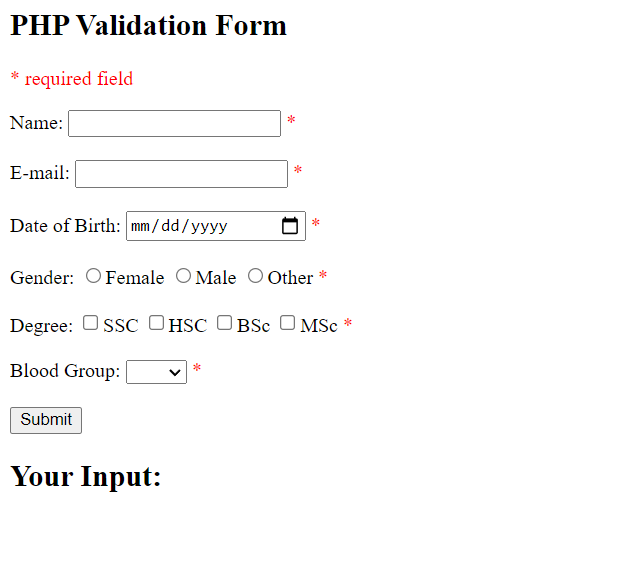 PHP Validation Form
* required field
Name: *
E-mail: *
Date of Birth: mm/dd/yyyy *
Gender: Female Male Other *
Degree: SSC HSC BSc MSc *
Blood Group: *
Submit
Your Input: